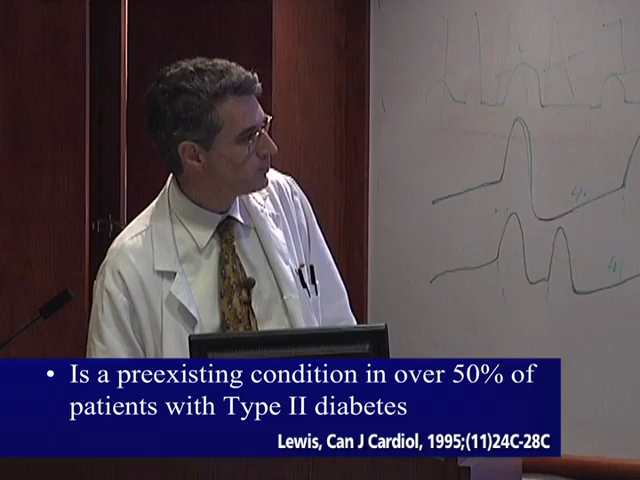 • Is a preexisting condition in over 50% of
patients with Type II diabetes
Lewis, Can J Cardiol, 1995;(11)24C-28C